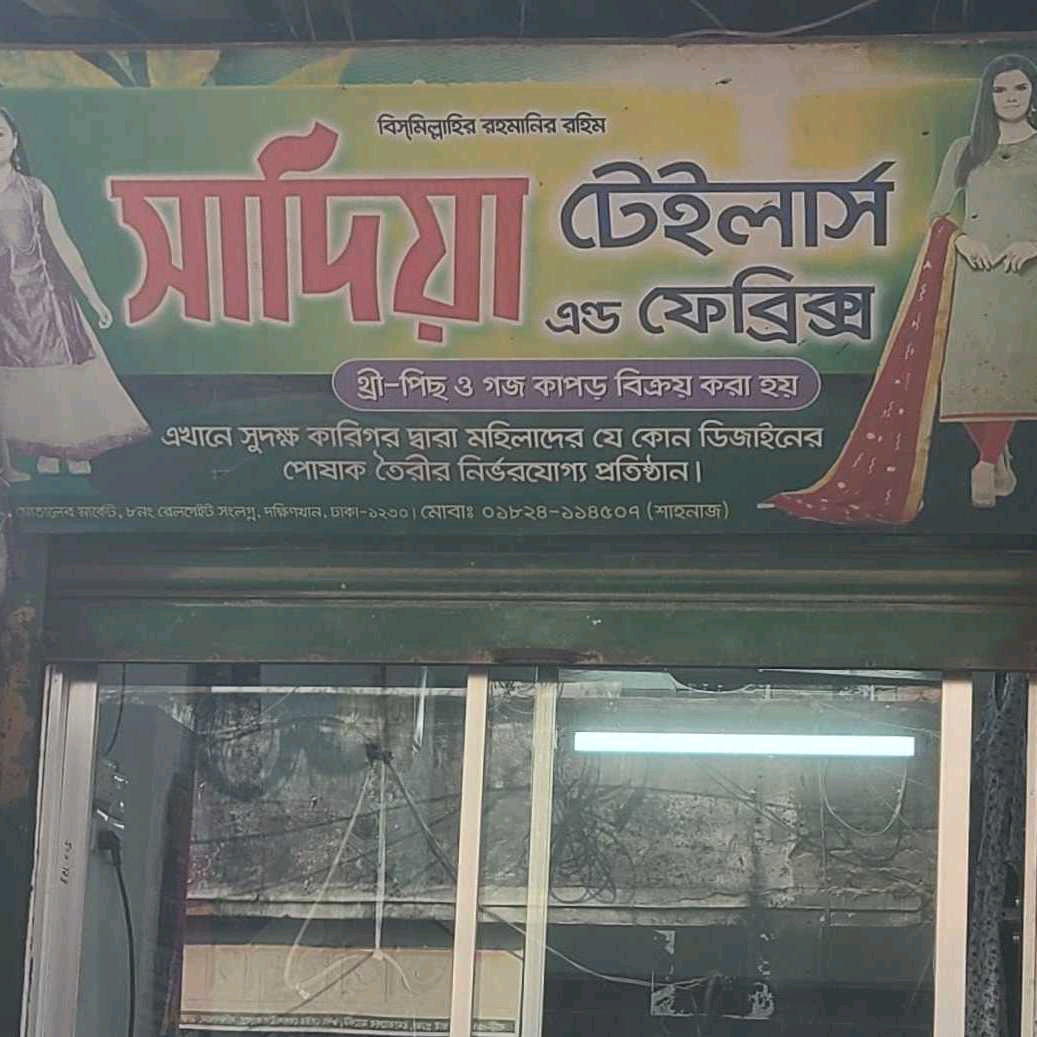 বিস্‌মিল্লাহির রহমানির রহিম
সাদিয়া টেইলার্স
এন্ড ফেব্রিক্স
থ্রী-পিছ ও গজ কাপড় বিক্রয় করা হয়
এখানে সুদক্ষ কারিগর দ্বারা মহিলাদের যে কোন ডিজাইনের
পোষাক তৈরীর নির্ভরযোগ্য প্রতিষ্ঠান।
মার্কেট, ৮নং রেলগেইট সংলগ্ন, দক্ষিণখান, ঢাকা-১২৩০। মোবাঃ ০১৮২৪-১১৪৫০৭ (শাহনাজ)